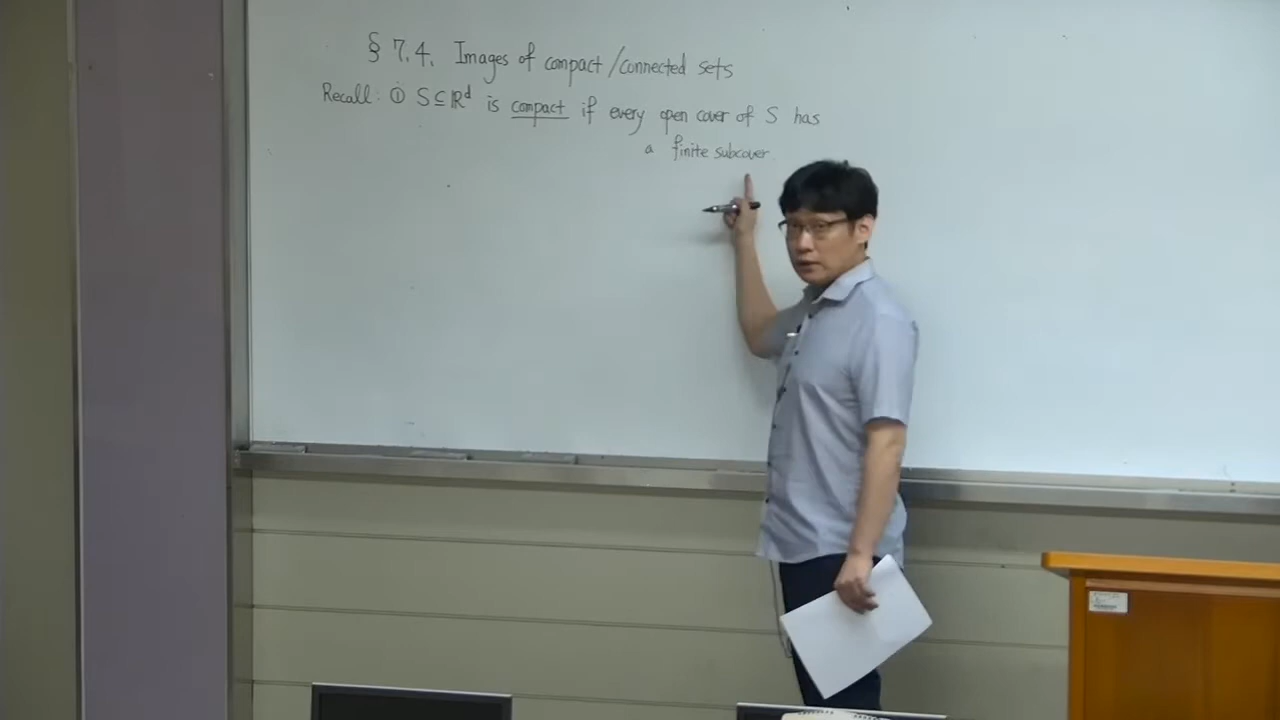 § 7.4. Images of compact/connected sets
Recall: ① S⊆ℝᵈ is compact if every open cover of S has
a finite subcover